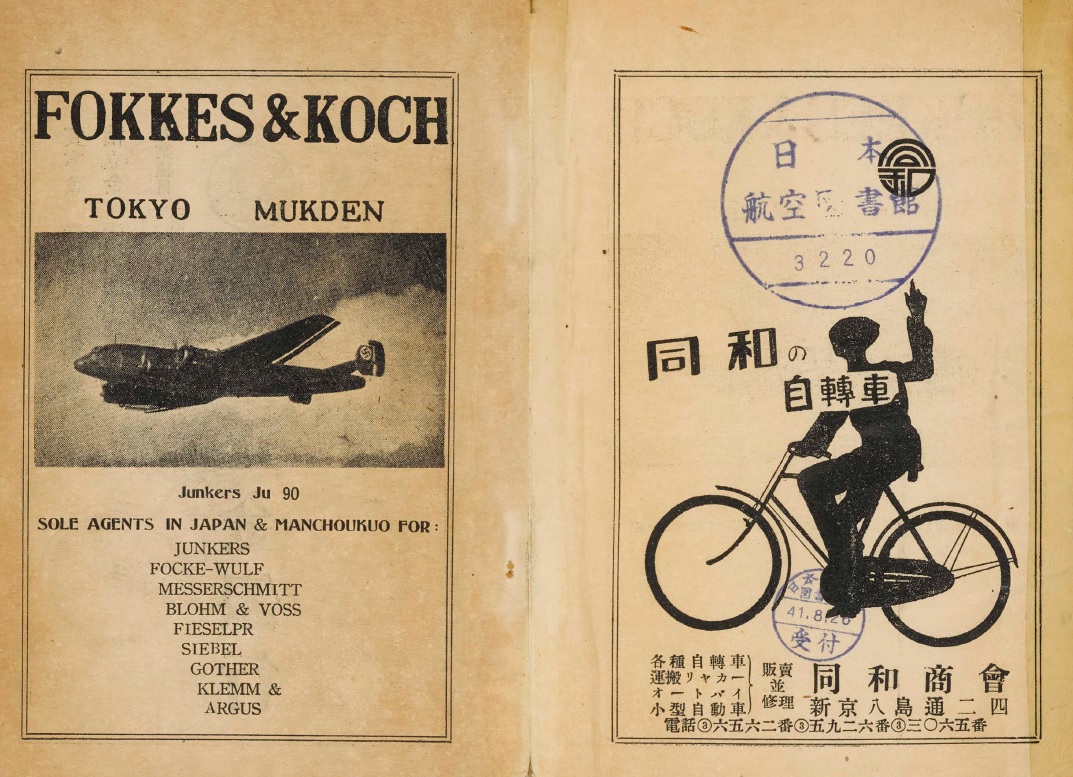 FOKKES & KOCH
TOKYO MUKDEN
Junkers Ju 90
SOLE AGENTS IN JAPAN & MANCHOUKUO FOR:
JUNKERS
FOCKE-WULF
MESSERSCHMITT
BLOHM & VOSS
FIESELPR
SIEBEL
GOTHER
KLEMM &
ARGUS
日本
航空 書館
3220
同和の
自轉車
41.8.26
受付
各種自轉車
運搬リヤカー
オートバイ
小型自動車
販賣
並
修理
同和商會
新京八島通二四
電話③六五六二番③五九二六番③三〇六五番